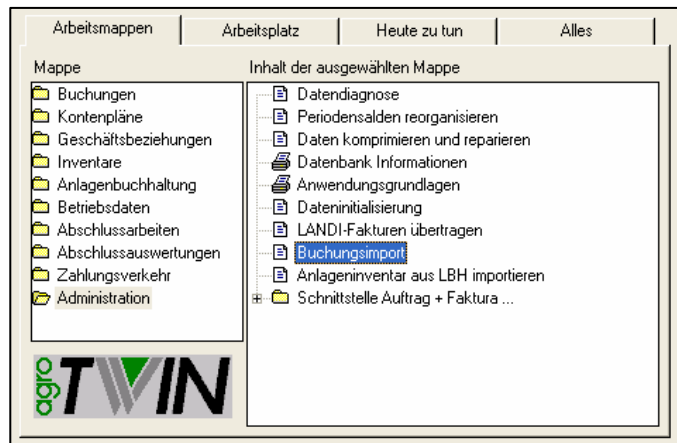 Arbeitsmappen
Arbeitsplatz
Heute zu tun
Alles
Mappe
Buchungen
Kontenpläne
Geschäftsbeziehungen
Inventare
Anlagenbuchhaltung
Betriebsdaten
Abschlussarbeiten
Abschlussauswertungen
Zahlungsverkehr
Administration
Inhalt der ausgewählten Mappe
Datendiagnose
Periodensalden reorganisieren
Daten komprimieren und reparieren
Datenbank Informationen
Anwendungsgrundlagen
Dateninitialisierung
LANDI-Fakturen übertragen
Buchungsimport
Anlageninventar aus LBH importieren
Schnittstelle Auftrag + Faktura ...
agro
TWIN